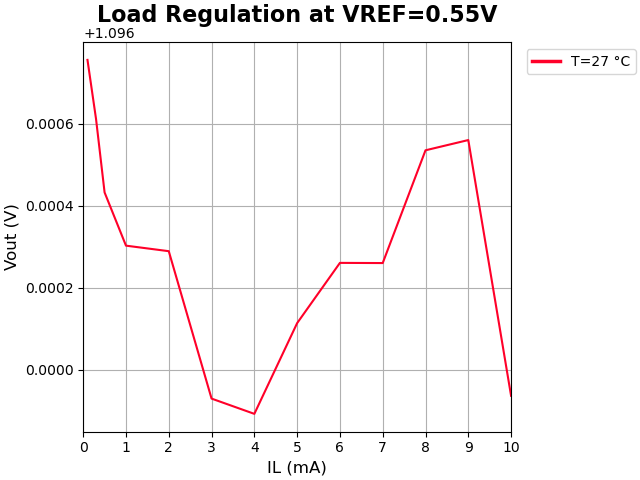 Load Regulation at VREF=0.55V
+1.096
T=27 °C
0.0006
0.0004
0.0002
0.0000
Vout (V)
0 1 2 3 4 5 6 7 8 9 10
IL (mA)